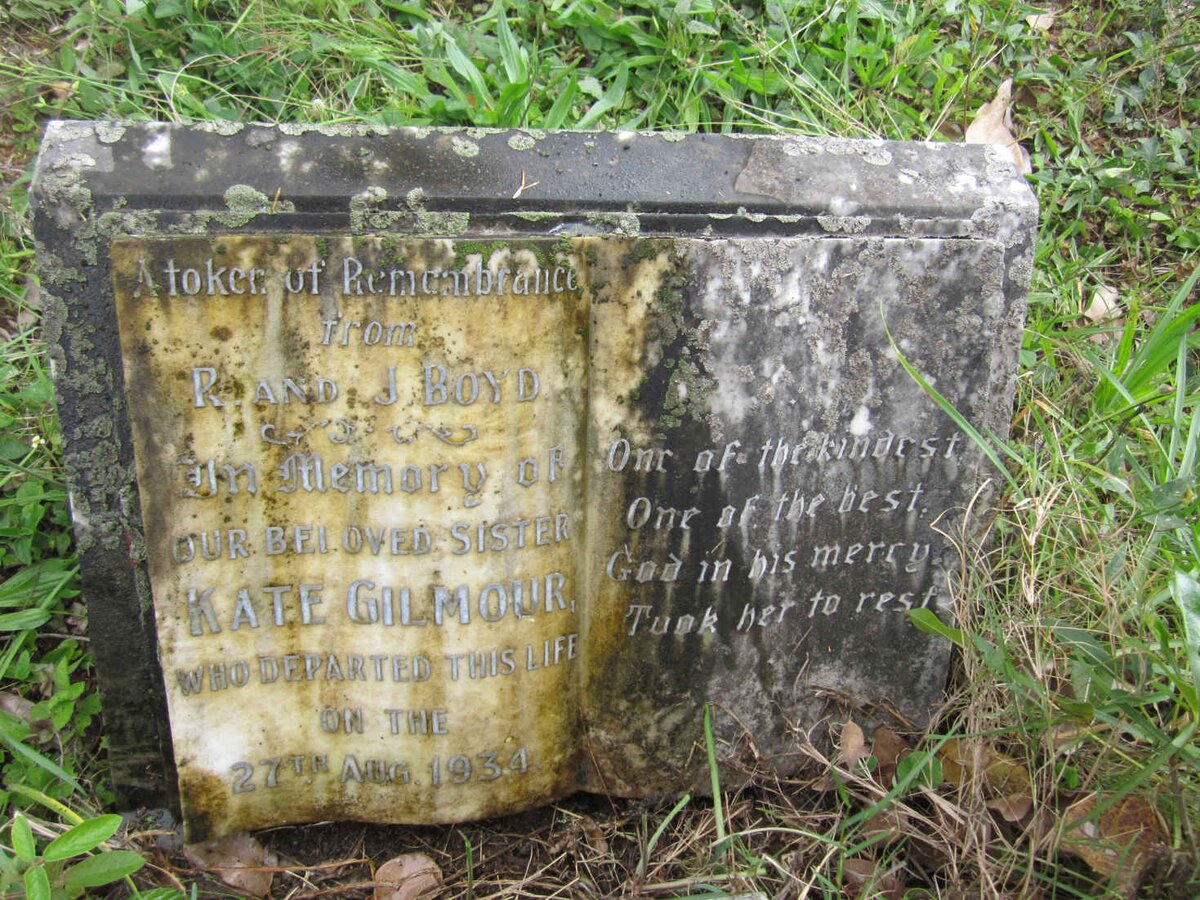 A token of Remembrance
from
R. AND J. BOYD.
In Memory of
OUR BELOVED SISTER
KATE GILMOUR,
WHO DEPARTED THIS LIFE
ON THE
27TH AUG. 1934.
One of the kindest
One of the best.
God in his mercy.
Took her to rest.